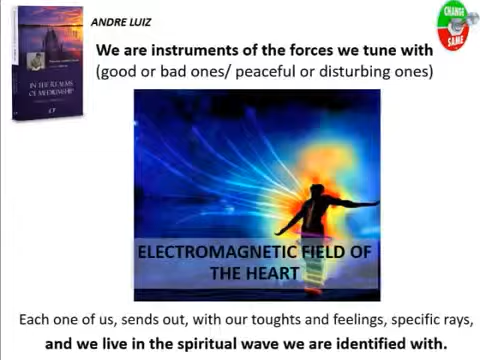 ANDRE LUIZ
CHANGE
SAME
We are instruments of the forces we tune with
(good or bad ones/ peaceful or disturbing ones)
IN THE REALMS
OF MEDIUMSHIP
ELECTROMAGNETIC FIELD OF
THE HEART
Each one of us, sends out, with our toughts and feelings, specific rays,
and we live in the spiritual wave we are identified with.